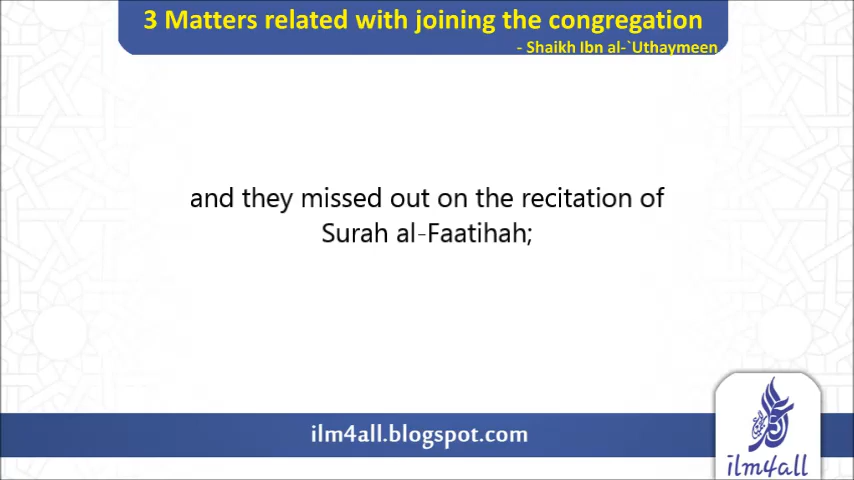 3 Matters related with joining the congregation
- Shaikh Ibn al-`Uthaymeen
and they missed out on the recitation of
Surah al-Faatihah;
ilm4all.blogspot.com
ilm4all